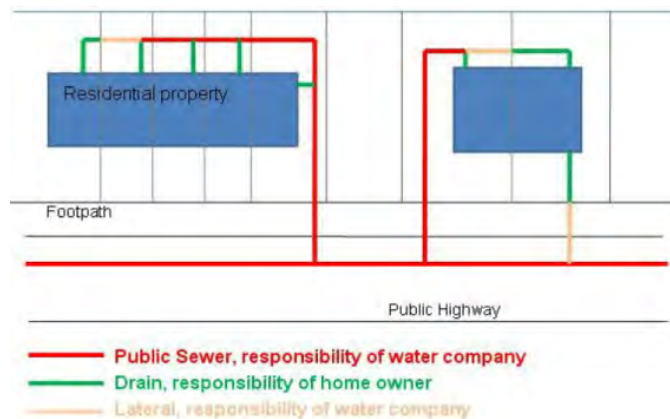 Residential property
Footpath
Public Highway
Public Sewer, responsibility of water company
Drain, responsibility of home owner
Lateral, responsibility of water company